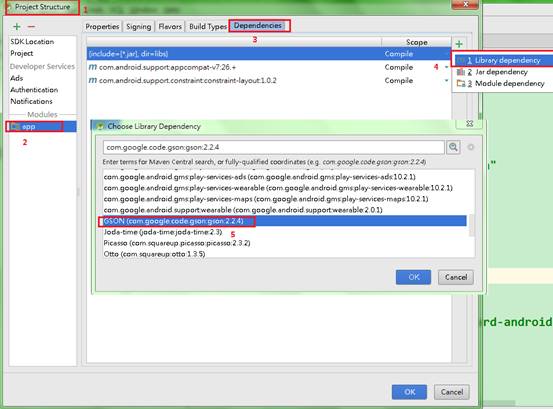 Project Structure 1
Properties Signing Flavors Build Types Dependencies
SDK Location
Project
Developer Services
Ads
Authentication
Notifications
Modules
app
2
3 Scope
{include=[*.jar], dir=libs} Compile
m com.android.support:appcompat-v7:26.+ Compile 4
m com.android.support.constraint:constraint-layout:1.0.2 Compile
1 Library dependency
2 Jar dependency
3 Module dependency
Choose Library Dependency
com.google.code.gson:gson:2.2.4
Enter terms for Maven Central search, or fully-qualified coordinates (e.g. com.google.code.gson:gson:2.2.4)
com.google.android.gms:play-services-ads (com.google.android.gms:play-services-ads:10.2.1)
com.google.android.gms:play-services-wearable (com.google.android.gms:play-services-wearable:10.2.1)
com.google.android.gms:play-services-maps (com.google.android.gms:play-services-maps:10.2.1)
com.google.android.support:wearable (com.google.android.support:wearable:2.0.1)
GSON (com.google.code.gson:gson:2.2.4)
Joda-time (joda-time:joda-time:2.3) 5
Picasso (com.squareup.picasso:picasso:2.3.2)
Otto (com.squareup:otto:1.3.5)
OK Cancel
rd-android
OK Cancel